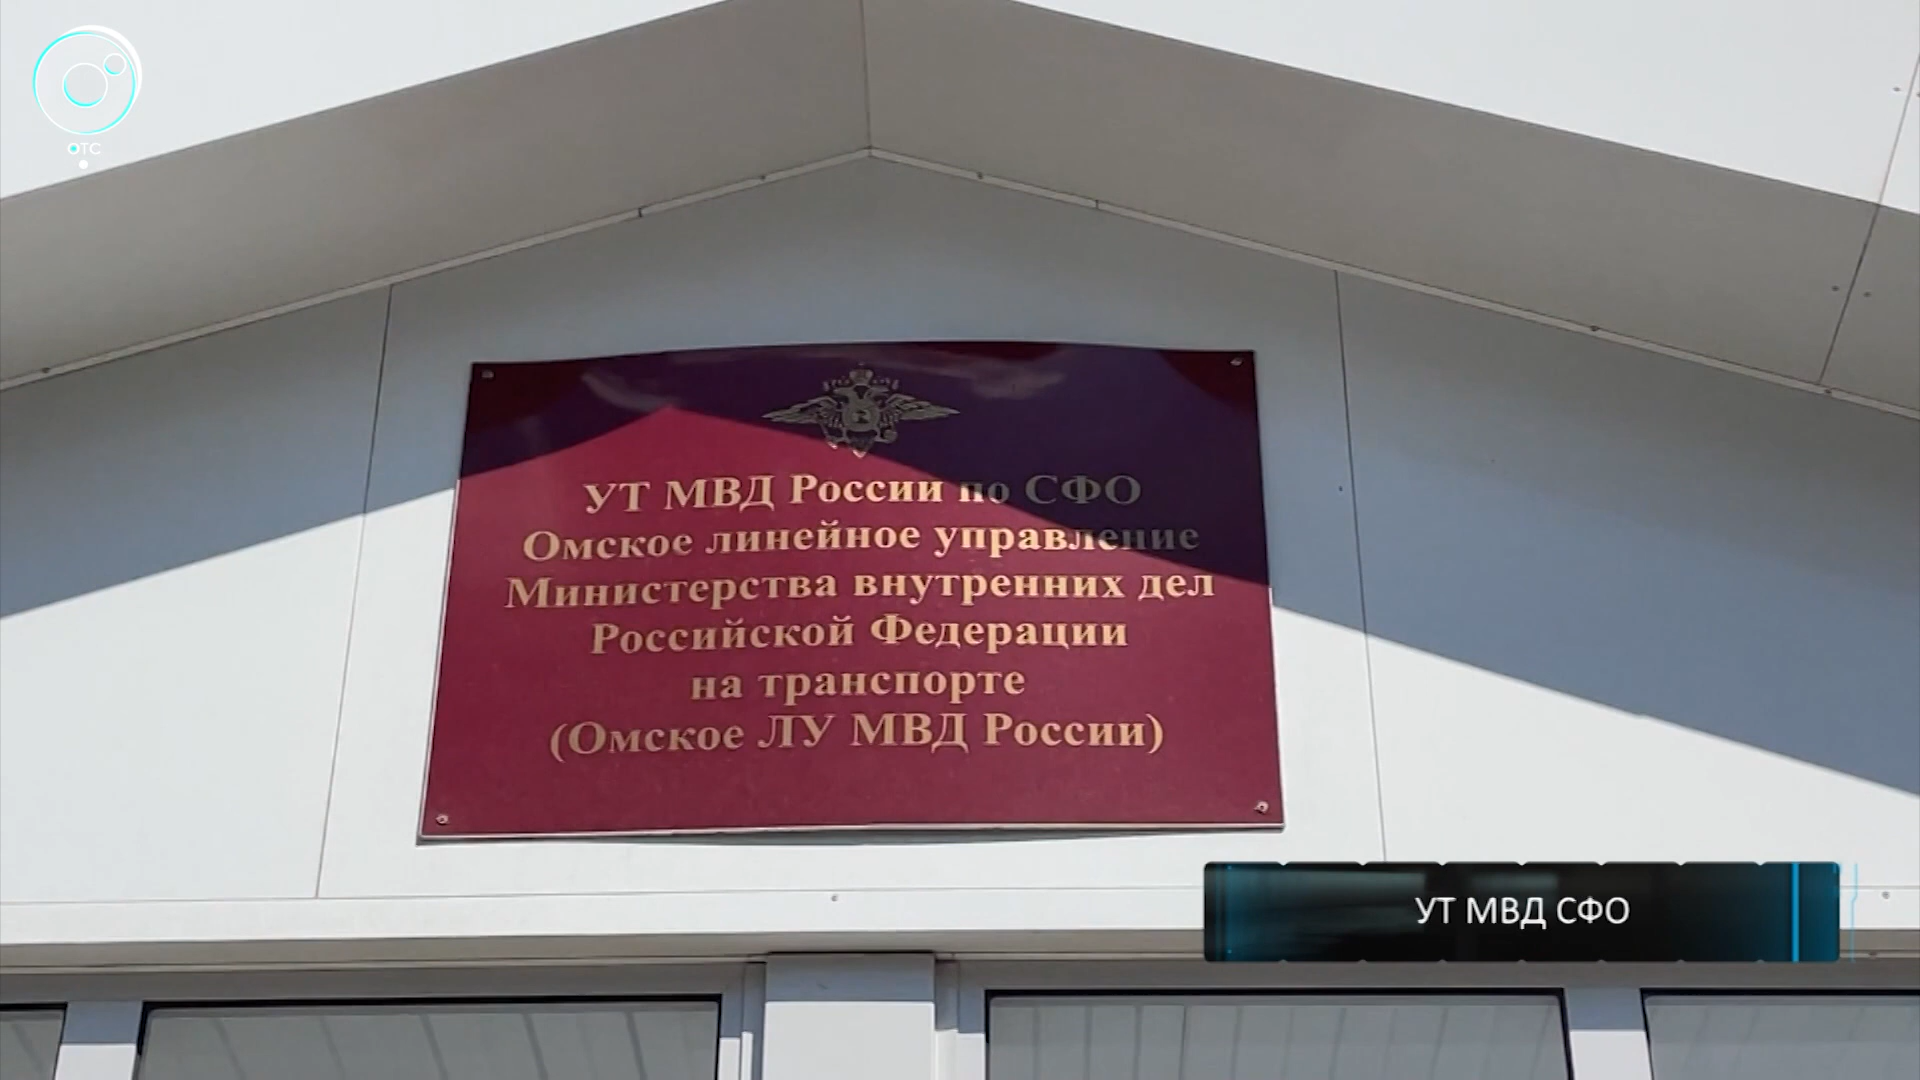 ОТС
УТ МВД России по СФО
Омское линейное управление
Министерства внутренних дел
Российской Федерации
на транспорте
(Омское ЛУ МВД России)
УТ МВД СФО